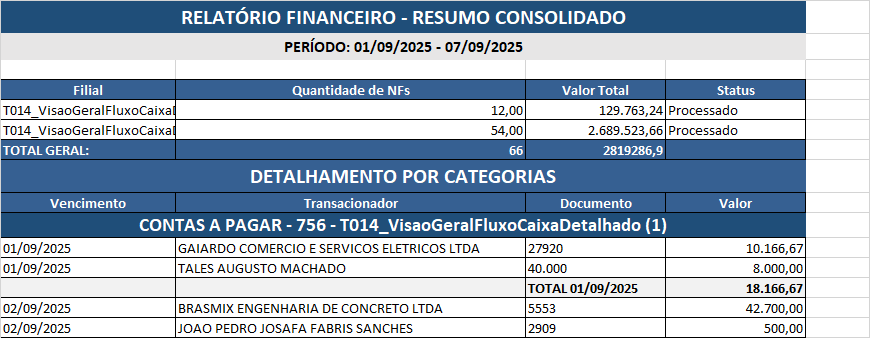 RELATÓRIO FINANCEIRO - RESUMO CONSOLIDADO
PERÍODO: 01/09/2025 - 07/09/2025
Filial Quantidade de NFs Valor Total Status
T014_VisaoGeralFluxoCaixaD 12,00 129.763,24 Processado
T014_VisaoGeralFluxoCaixaD 54,00 2.689.523,66 Processado
TOTAL GERAL: 66 2819286,9
DETALHAMENTO POR CATEGORIAS
Vencimento Transacionador Documento Valor
CONTAS A PAGAR - 756 - T014_VisaoGeralFluxoCaixaDetalhado (1)
01/09/2025 GAIARDO COMERCIO E SERVICOS ELETRICOS LTDA 27920 10.166,67
01/09/2025 TALES AUGUSTO MACHADO 40.000 8.000,00
TOTAL 01/09/2025 18.166,67
02/09/2025 BRASMIX ENGENHARIA DE CONCRETO LTDA 5553 42.700,00
02/09/2025 JOAO PEDRO JOSAFA FABRIS SANCHES 2909 500,00